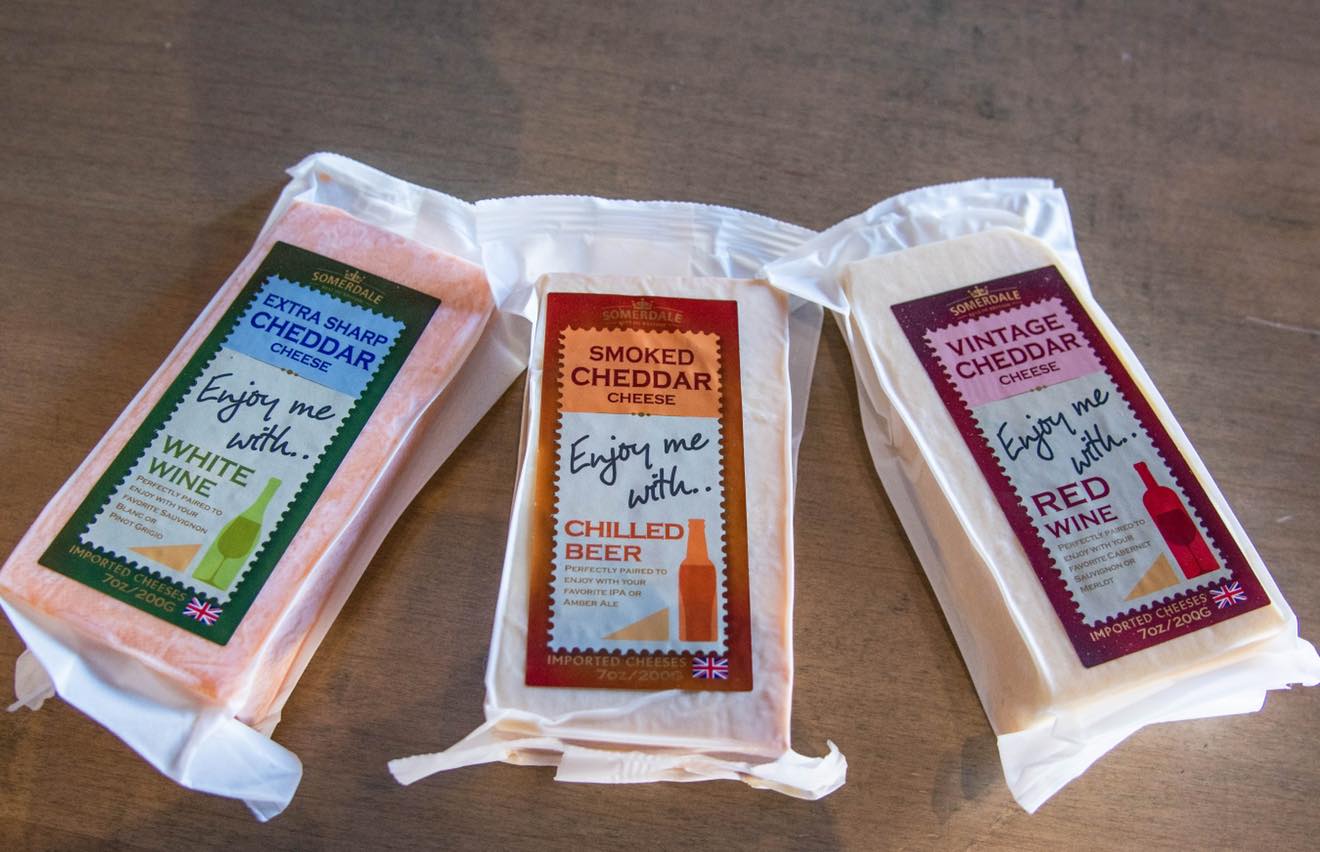 SOMERDALE
EXTRA SHARP
CHEDDAR
CHEESE
Enjoy me
with..
WHITE
WINE
PERFECTLY PAIRED TO
ENJOY WITH YOUR
FAVORITE SAUVIGNON
BLANC OR
PINOT GRIGIO
IMPORTED CHEESES
7OZ/200G
SOMERDALE
SMOKED
CHEDDAR
CHEESE
Enjoy me
with..
CHILLED
BEER
PERFECTLY PAIRED TO
ENJOY WITH YOUR
FAVORITE IPA OR
AMBER ALE
IMPORTED CHEESES
7OZ/200G
SOMERDALE
VINTAGE
CHEDDAR
CHEESE
Enjoy me
with..
RED
WINE
PERFECTLY PAIRED TO
ENJOY WITH YOUR
FAVORITE CABERNET
SAUVIGNON OR
MERLOT
IMPORTED CHEESES
7OZ/200G